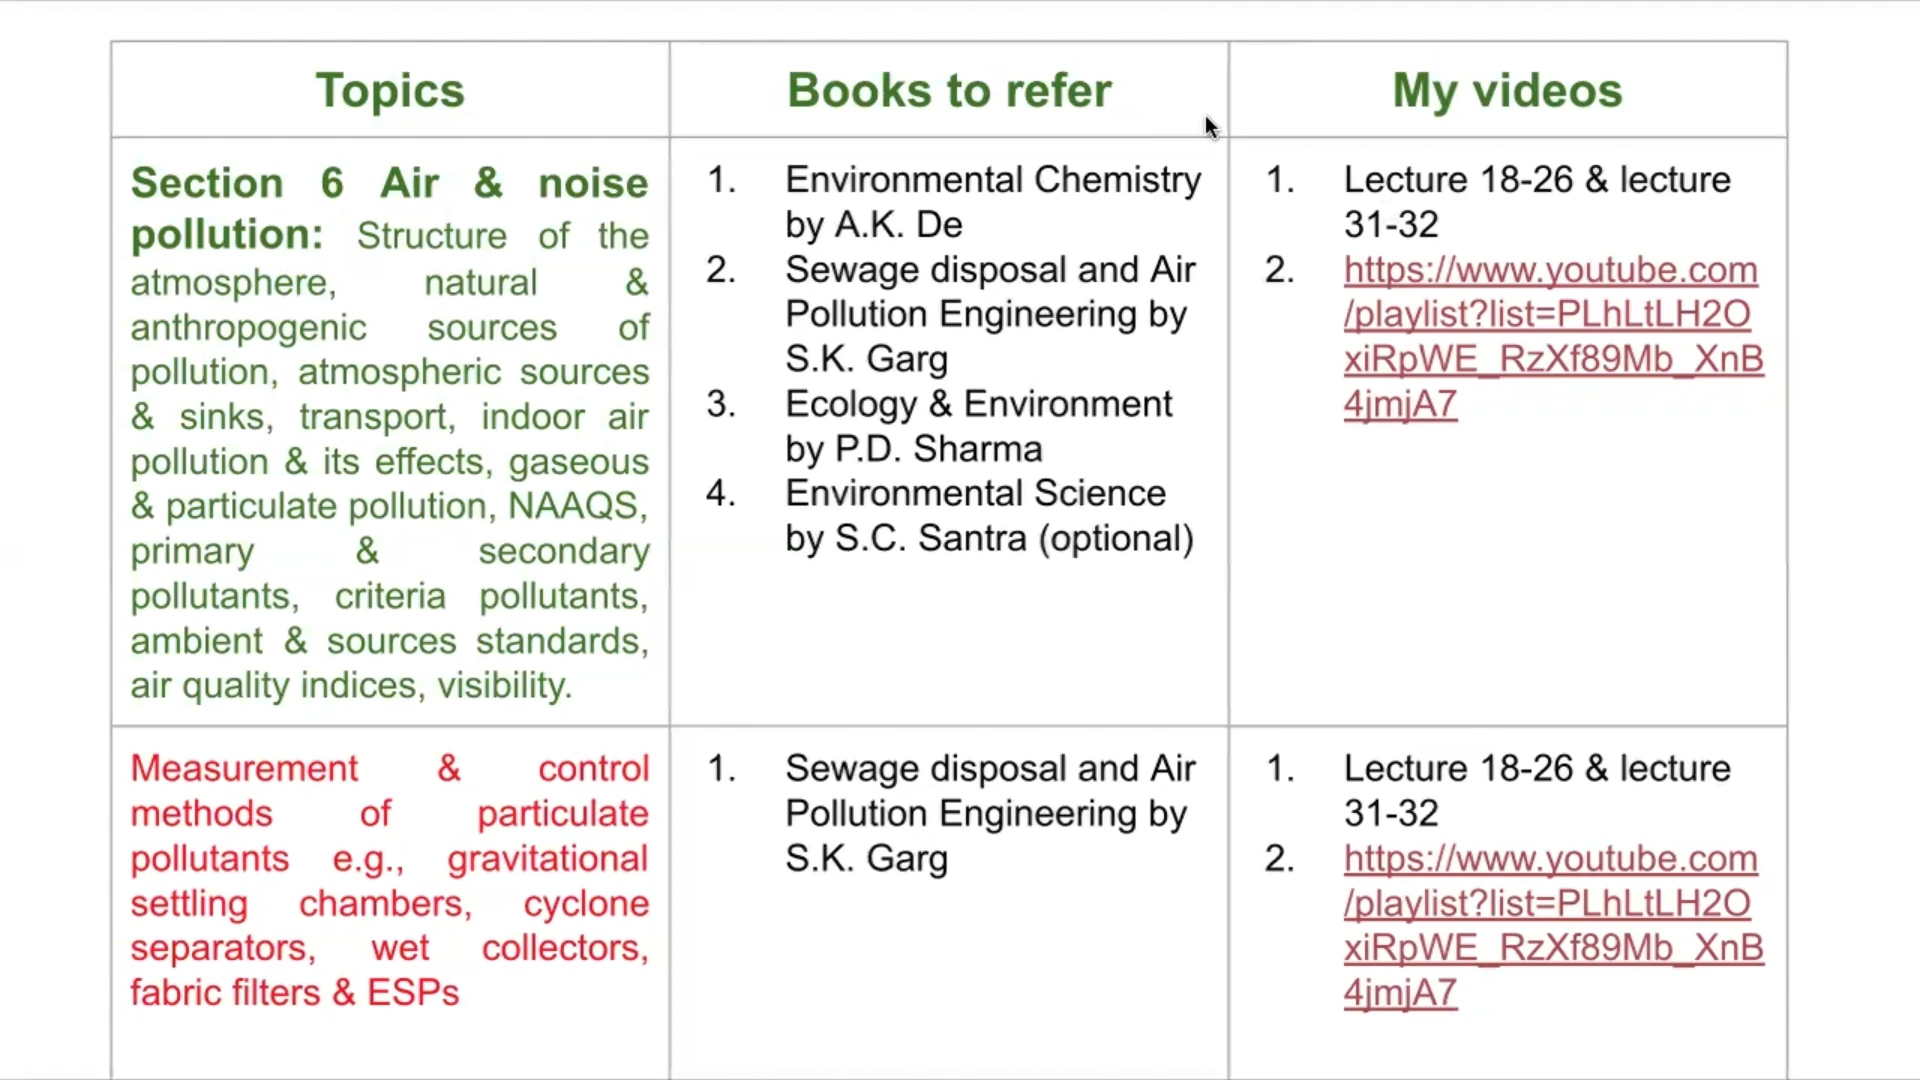 Topics
Books to refer
My videos
Section 6 Air & noise
pollution: Structure of the
atmosphere, natural &
anthropogenic sources of
pollution, atmospheric sources
& sinks, transport, indoor air
pollution & its effects, gaseous
& particulate pollution, NAAQS,
primary & secondary
pollutants, criteria pollutants,
ambient & sources standards,
air quality indices, visibility.
1. Environmental Chemistry
by A.K. De
2. Sewage disposal and Air
Pollution Engineering by
S.K. Garg
3. Ecology & Environment
by P.D. Sharma
4. Environmental Science
by S.C. Santra (optional)
1. Lecture 18-26 & lecture
31-32
2. https://www.youtube.com
/playlist?list=PLhLtLH2O
xiRpWE_RzXf89Mb_XnB
4jmjA7
Measurement & control
methods of particulate
pollutants e.g., gravitational
settling chambers, cyclone
separators, wet collectors,
fabric filters & ESPs
1. Sewage disposal and Air
Pollution Engineering by
S.K. Garg
1. Lecture 18-26 & lecture
31-32
2. https://www.youtube.com
/playlist?list=PLhLtLH2O
xiRpWE_RzXf89Mb_XnB
4jmjA7